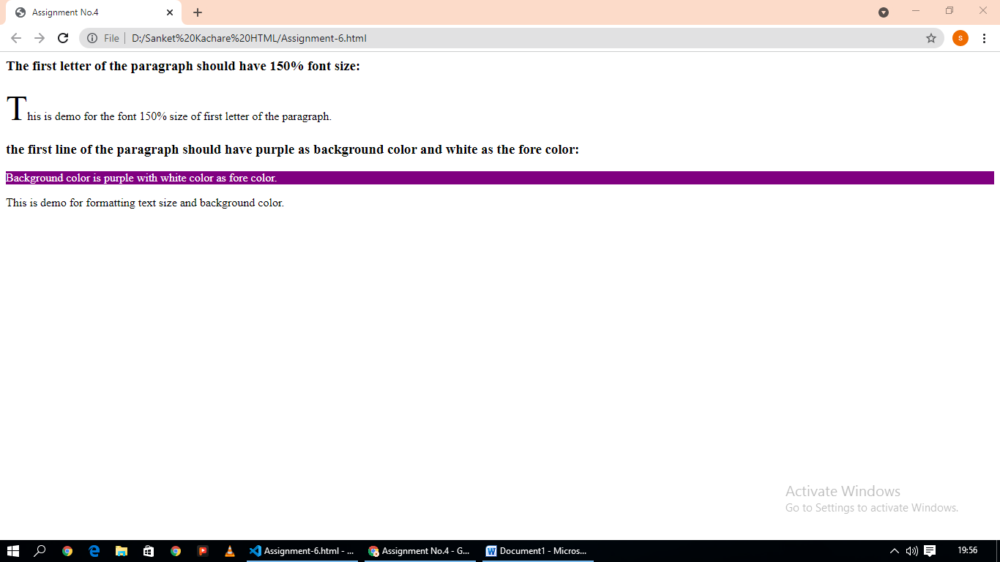 Assignment No.4
File
D:/Sanket%20Kachare%20HTML/Assignment-6.html
S
The first letter of the paragraph should have 150% font size:
This is demo for the font 150% size of first letter of the paragraph.
the first line of the paragraph should have purple as background color and white as the fore color:
Background color is purple with white color as fore color.
This is demo for formatting text size and background color.
Activate Windows
Go to Settings to activate Windows.
Assignment-6.html - ...
Assignment No.4 - G...
Document1 - Micros...
19:56